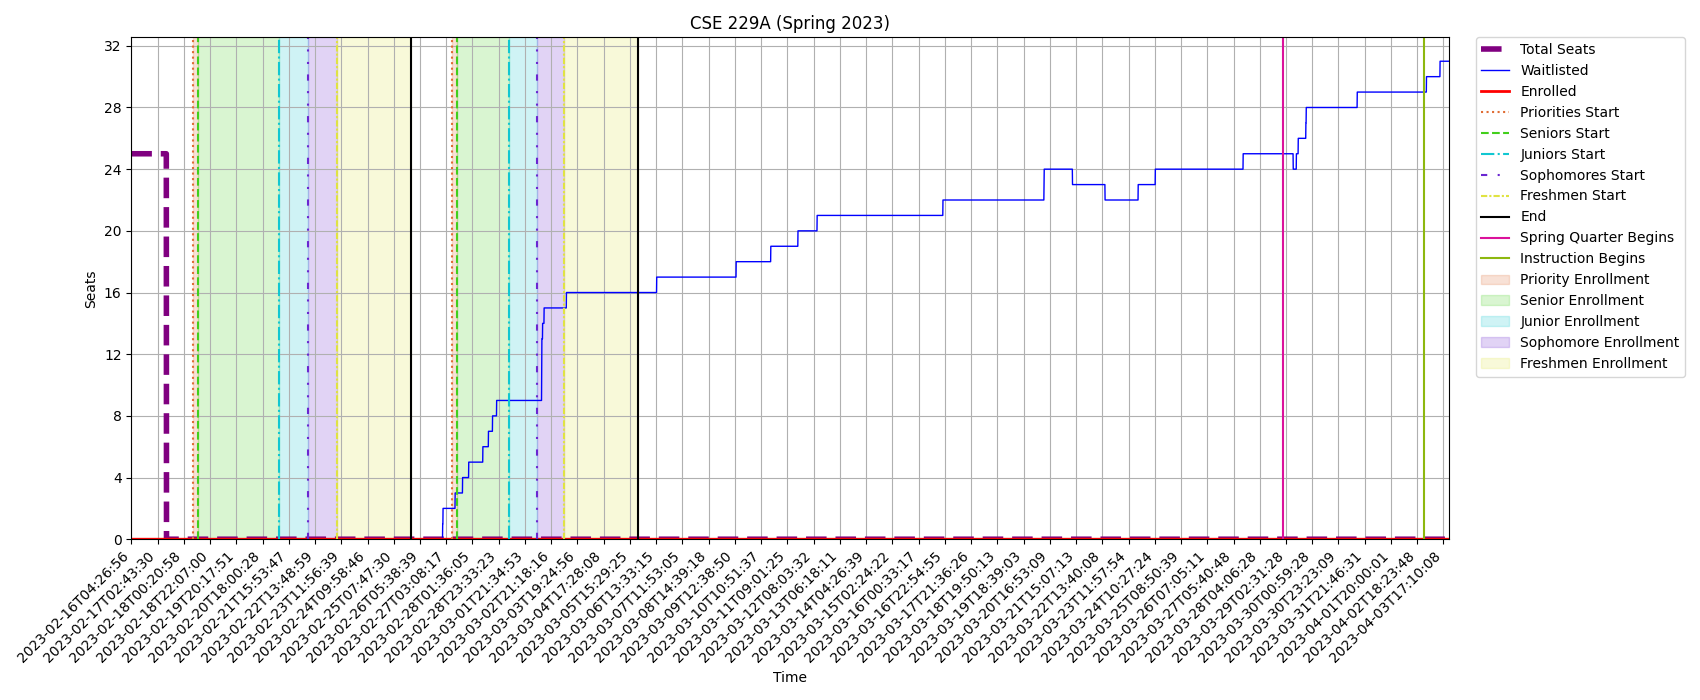 CSE 229A (Spring 2023)
Seats
32
28
24
20
16
12
8
4
0
Total Seats
Waitlisted
Enrolled
Priorities Start
Seniors Start
Juniors Start
Sophomores Start
Freshmen Start
End
Spring Quarter Begins
Instruction Begins
Priority Enrollment
Senior Enrollment
Junior Enrollment
Sophomore Enrollment
Freshmen Enrollment
2023-02-16T04:26:56
2023-02-17T02:43:30
2023-02-18T00:20:58
2023-02-18T22:07:00
2023-02-19T20:17:51
2023-02-20T18:00:28
2023-02-21T15:53:47
2023-02-22T13:48:59
2023-02-23T11:56:39
2023-02-24T09:58:46
2023-02-25T07:47:30
2023-02-26T05:38:39
2023-02-27T03:08:17
2023-02-28T01:36:05
2023-02-28T23:33:23
2023-03-01T21:34:53
2023-03-02T21:18:16
2023-03-03T19:24:56
2023-03-04T17:28:08
2023-03-05T15:29:25
2023-03-06T13:33:15
2023-03-07T11:53:05
2023-03-08T14:39:18
2023-03-09T12:38:50
2023-03-10T10:51:37
2023-03-11T09:01:25
2023-03-12T08:03:32
2023-03-13T06:18:11
2023-03-14T04:26:39
2023-03-15T02:24:22
2023-03-16T00:33:17
2023-03-16T22:54:55
2023-03-17T21:36:26
2023-03-18T19:50:13
2023-03-19T18:39:03
2023-03-20T16:53:09
2023-03-21T15:07:13
2023-03-22T13:40:08
2023-03-23T11:57:54
2023-03-24T10:27:24
2023-03-25T08:50:39
2023-03-26T07:05:11
2023-03-27T05:40:48
2023-03-28T04:06:28
2023-03-29T02:31:28
2023-03-30T00:59:28
2023-03-30T23:23:09
2023-03-31T21:46:31
2023-04-01T20:00:01
2023-04-02T18:23:48
2023-04-03T17:10:08
Time